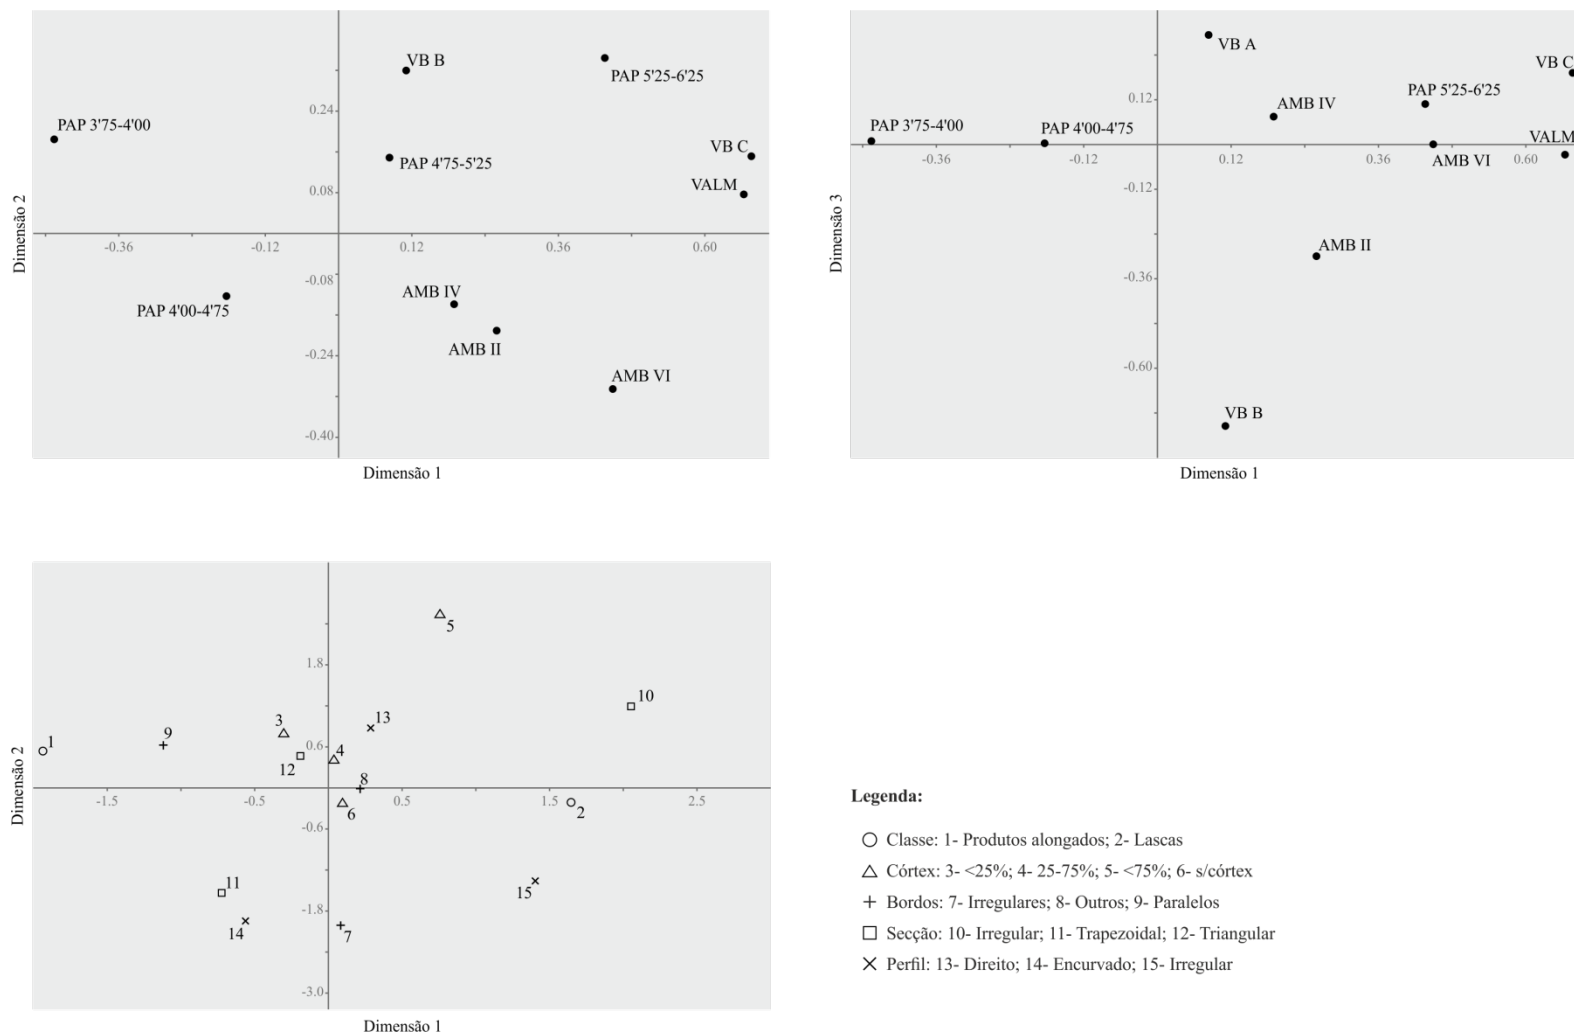 VB B
PAP 5'25-6'25
0.24
PAP 3'75-4'00
PAP 4'75-5'25
VB C
VALM
0.08
-0.36
-0.12
0.12
0.36
0.60
-0.08
AMB IV
PAP 4'00-4'75
AMB II
-0.24
AMB VI
-0.40
Dimensão 2
Dimensão 1
VB A
VB C
PAP 5'25-6'25
0.12
AMB IV
PAP 3'75-4'00
PAP 4'00-4'75
VALM
-0.36
-0.12
0.12
0.36
0.60
AMB VI
-0.12
AMB II
-0.36
-0.60
VB B
Dimensão 3
Dimensão 1
5
1.8
10
3
13
9
1
0.6
4
12
8
-1.5
-0.5
0.5
1.5
2.5
6
2
-0.6
11
15
-1.8
14
7
-3.0
Dimensão 2
Dimensão 1
Legenda:
Classe: 1- Produtos alongados; 2- Lascas
Córtex: 3- <25%; 4- 25-75%; 5- <75%; 6- s/córtex
Bordos: 7- Irregulares; 8- Outros; 9- Paralelos
Secção: 10- Irregular; 11- Trapezoidal; 12- Triangular
Perfil: 13- Direito; 14- Encurvado; 15- Irregular